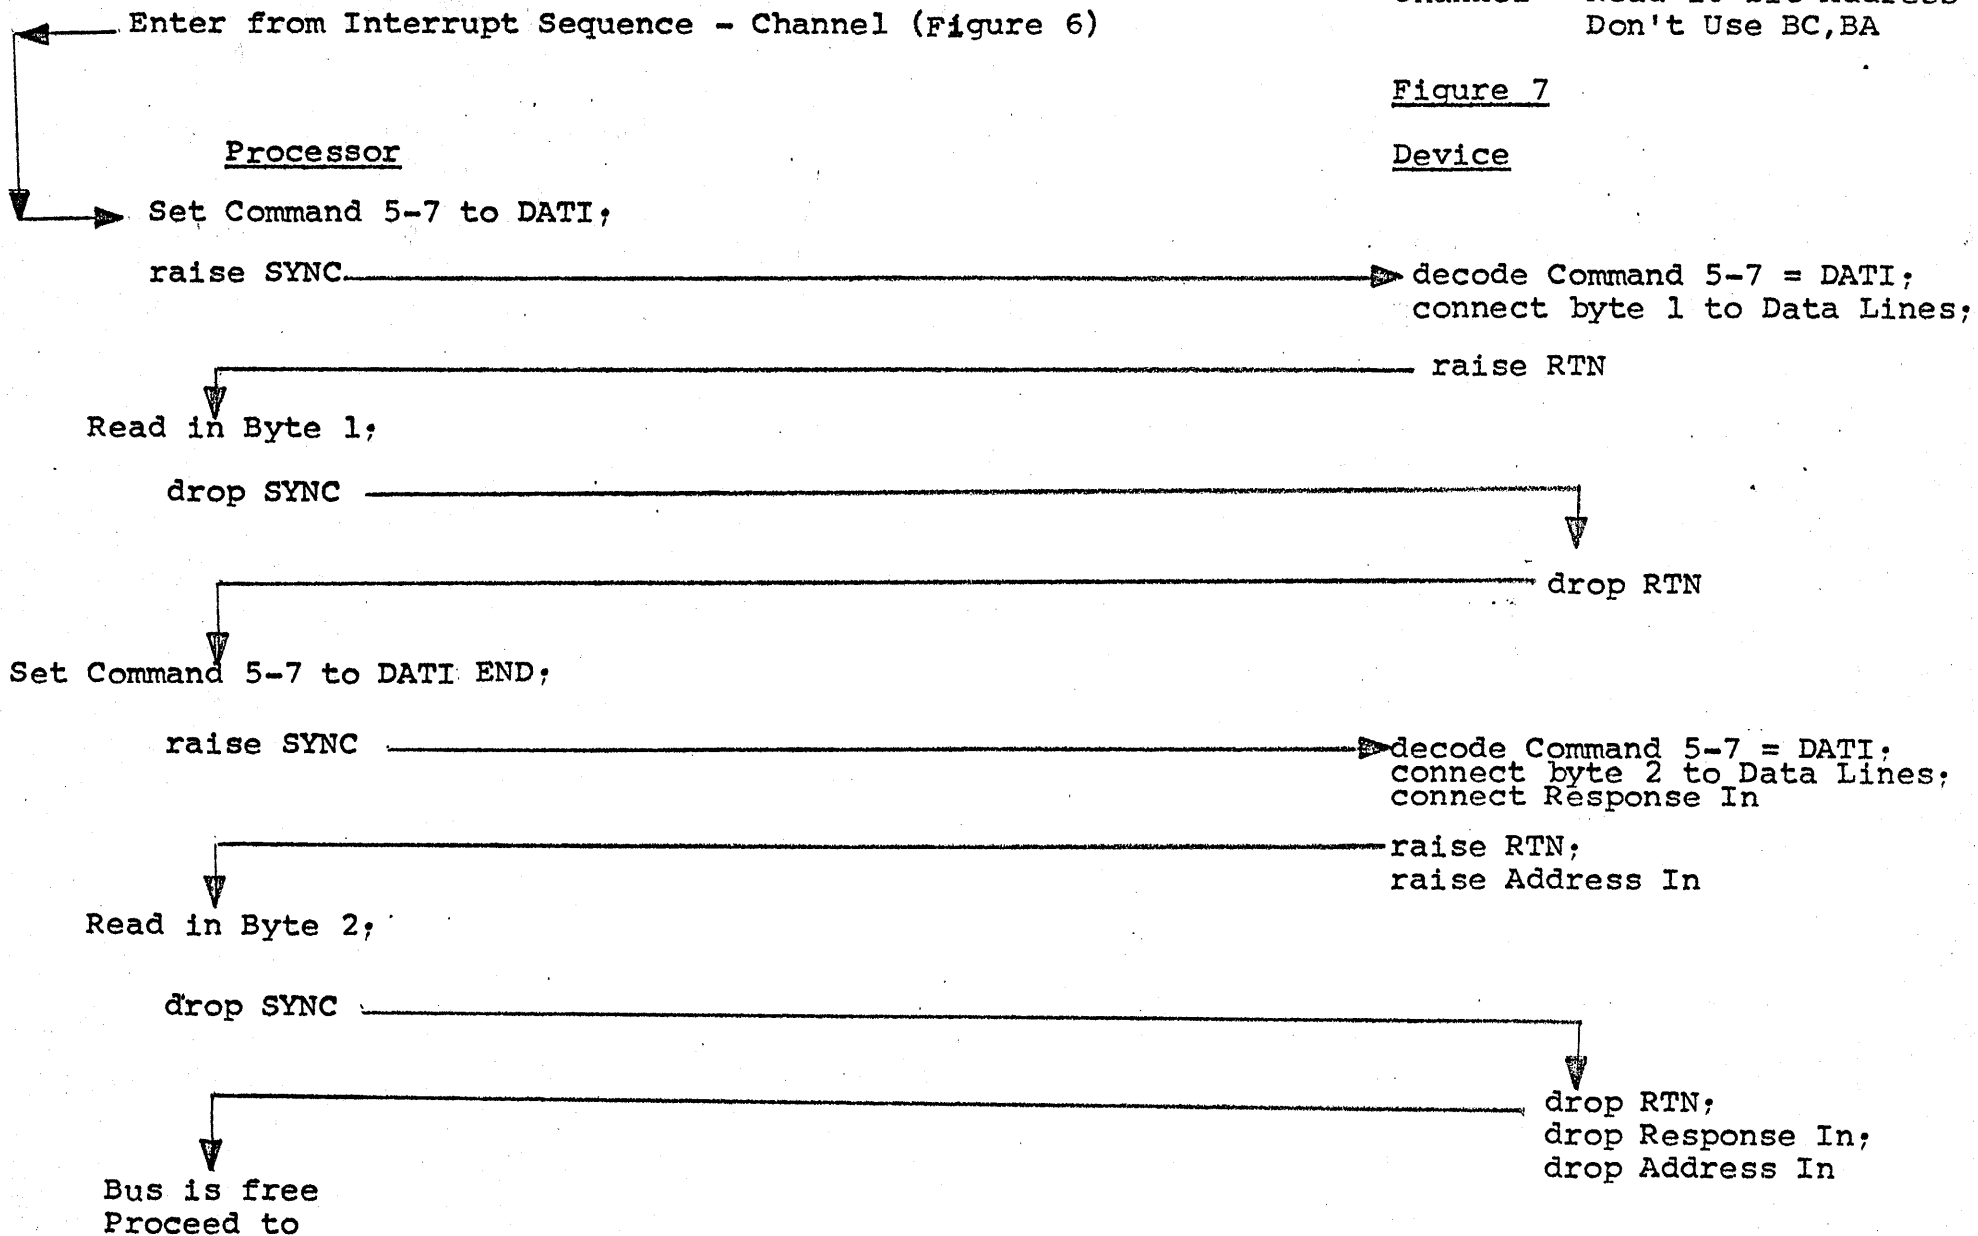 Enter from Interrupt Sequence - Channel (Figure 6)
Don't Use BC,BA
Figure 7
Processor
Device
Set Command 5-7 to DATI;
raise SYNC
decode Command 5-7 = DATI;
connect byte 1 to Data Lines;
raise RTN
Read in Byte 1;
drop SYNC
drop RTN
Set Command 5-7 to DATI END;
raise SYNC
decode Command 5-7 = DATI;
connect byte 2 to Data Lines;
connect Response In
raise RTN;
raise Address In
Read in Byte 2;
drop SYNC
drop RTN;
drop Response In;
drop Address In
Bus is free
Proceed to